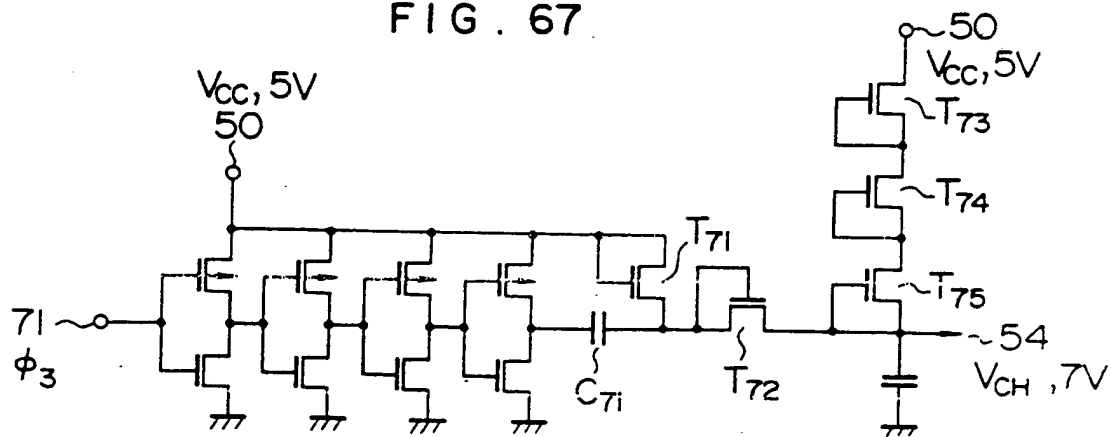 FIG. 67
50
VCC, 5V
T73
T74
T75
54
VCH, 7V
VCC, 5V
50
T71
71
φ3
C71
T72